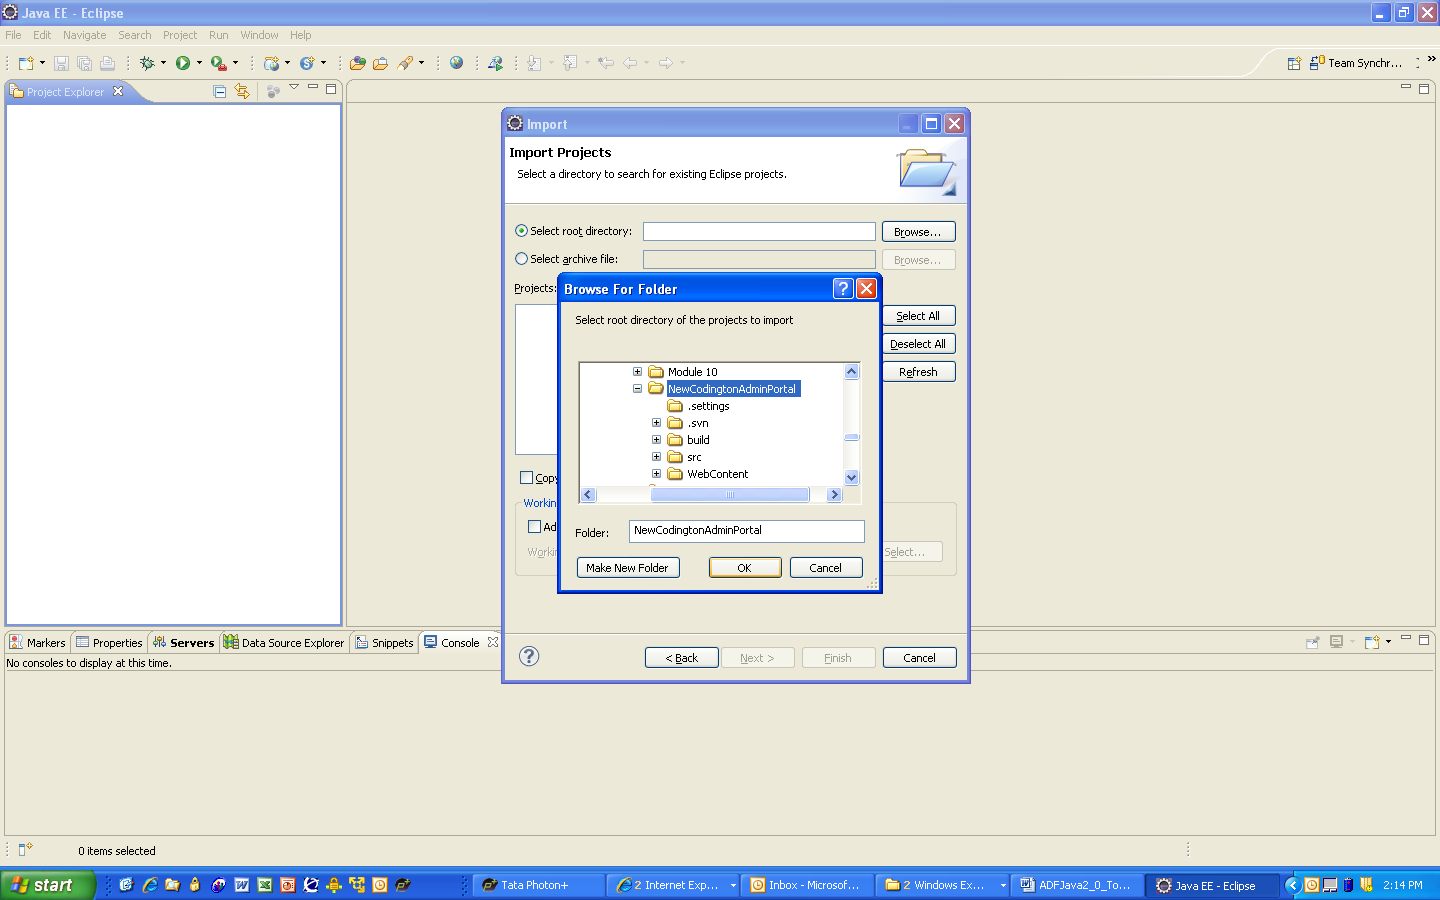 Java EE - Eclipse
File Edit Navigate Search Project Run Window Help
Team Synchr...
Project Explorer
Import
Import Projects
Select a directory to search for existing Eclipse projects.
Select root directory:
Browse...
Select archive file:
Browse...
Projects:
Select All
Deselect All
Refresh
Browse For Folder
Select root directory of the projects to import
Module 10
NewCodingtonAdminPortal
.settings
.svn
build
src
WebContent
Folder: NewCodingtonAdminPortal
Make New Folder OK Cancel
Copy
Workin
Ad
Workin
Select...
< Back Next > Finish Cancel
Markers Properties Servers Data Source Explorer Snippets Console
No consoles to display at this time.
0 items selected
start Tata Photon+ 2 Internet Exp... Inbox - Microsof... 2 Windows Ex... ADFJava2_0_To... Java EE - Eclipse 2:14 PM